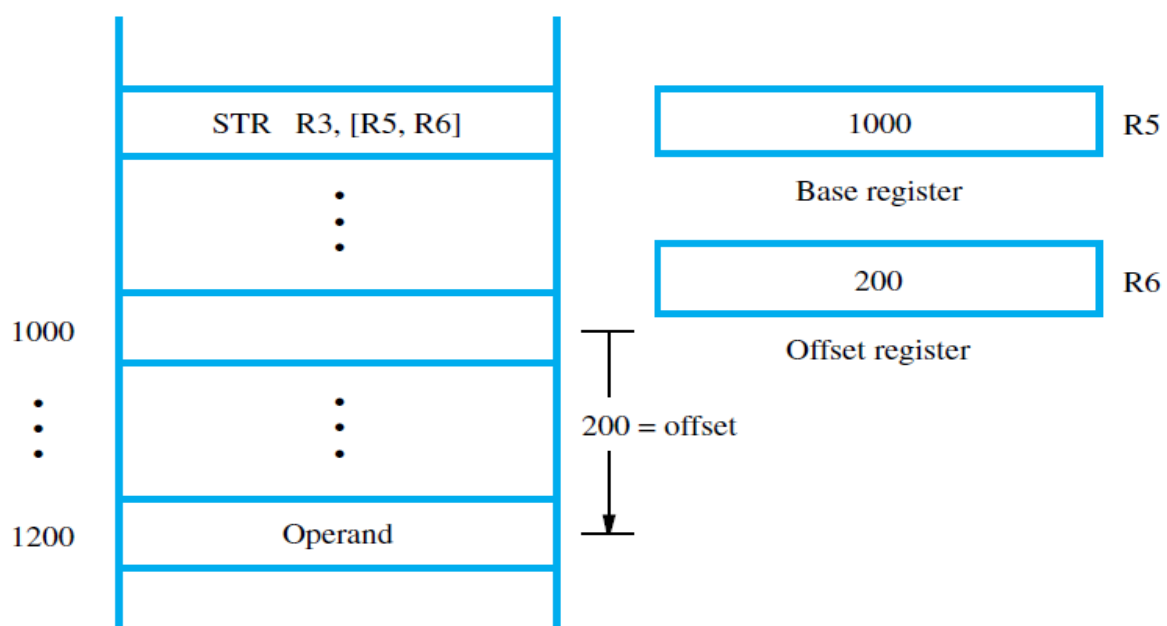 STR R3, [R5, R6]
1000 R5
Base register
200 R6
Offset register
1000
200 = offset
1200 Operand